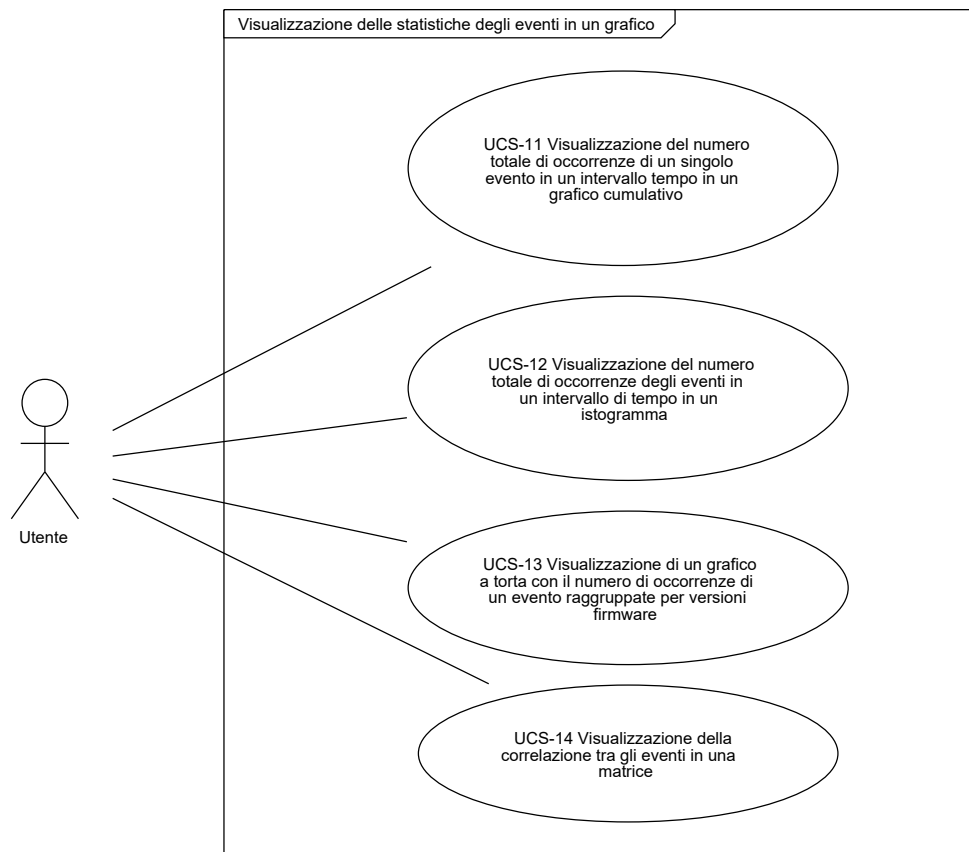 Visualizzazione delle statistiche degli eventi in un grafico
UCS-11 Visualizzazione del numero
totale di occorrenze di un singolo
evento in un intervallo tempo in un
grafico cumulativo
UCS-12 Visualizzazione del numero
totale di occorrenze degli eventi in
un intervallo di tempo in un
istogramma
Utente
UCS-13 Visualizzazione di un grafico
a torta con il numero di occorrenze di
un evento raggruppate per versioni
firmware
UCS-14 Visualizzazione della
correlazione tra gli eventi in una
matrice